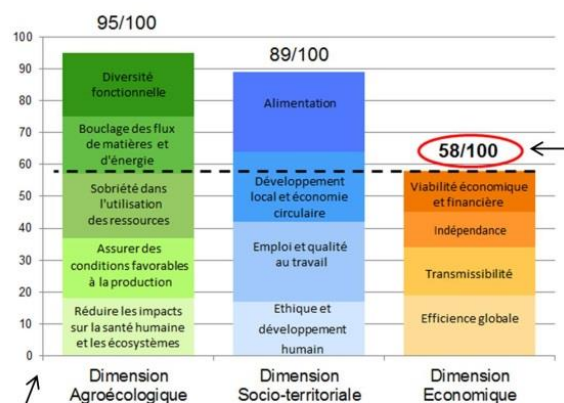 95/100
89/100
58/100
100
90
80
70
60
50
40
30
20
10
0
Diversité
fonctionnelle
Bouclage des flux
de matières et
d'énergie
Sobriété dans
l'utilisation
des ressources
Assurer des
conditions favorables
à la production
Réduire les impacts
sur la santé humaine
et les écosystèmes
Alimentation
Développement
local et économie
circulaire
Emploi et qualité
au travail
Ethique et
développement
humain
Viabilité économique
et financière
Indépendance
Transmissibilité
Efficience globale
Dimension
Agroécologique
Dimension
Socio-territoriale
Dimension
Economique